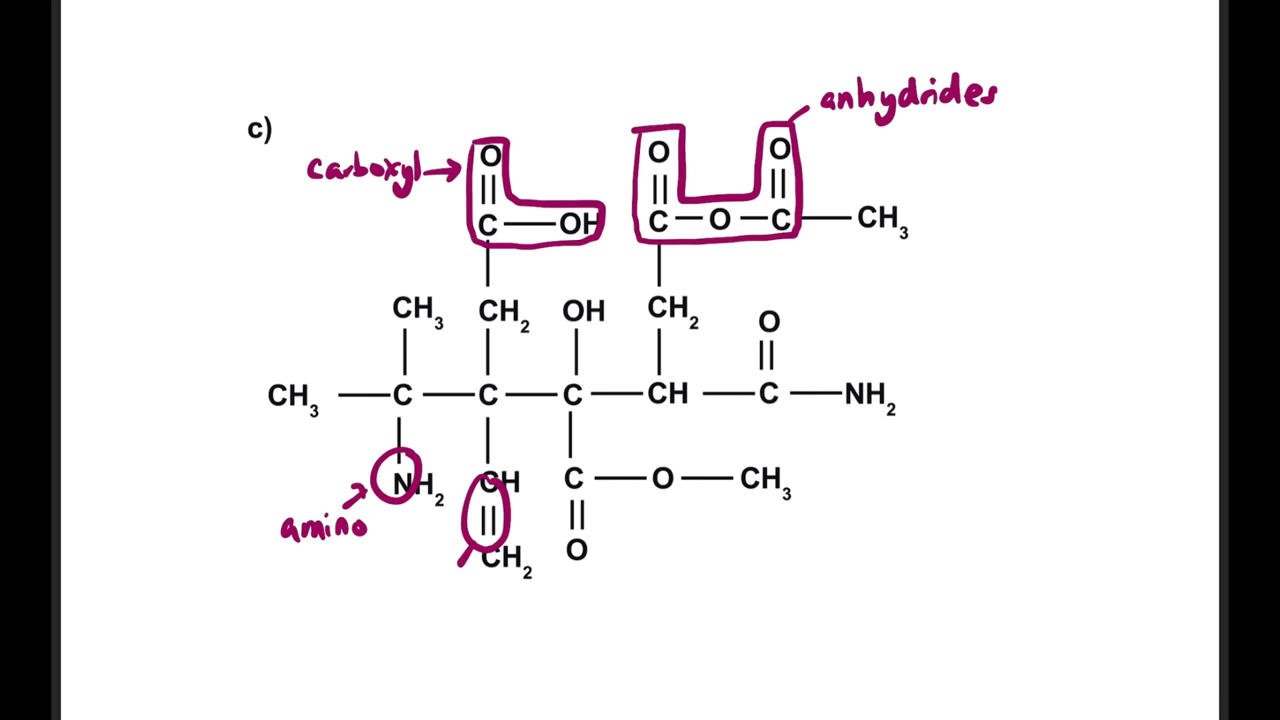 anhydrides
c)
carboxyl
O O O
C OH C O C CH3
CH3 CH2 OH CH2 O
CH3 C C C CH C NH2
NH2 CH C O CH3
amino
CH2 O